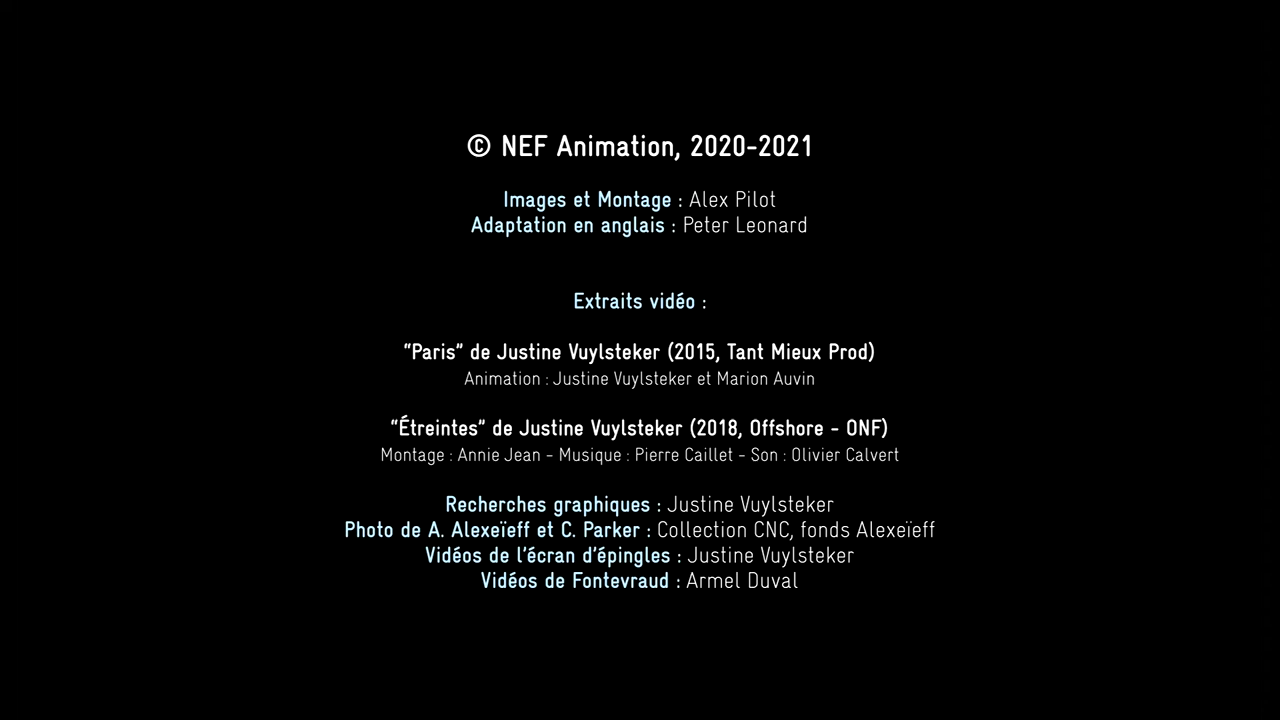 © NEF Animation, 2020-2021
Images et Montage : Alex Pilot
Adaptation en anglais : Peter Leonard
Extraits vidéo :
“Paris” de Justine Vuylsteker (2015, Tant Mieux Prod)
Animation : Justine Vuylsteker et Marion Auvin
“Étreintes” de Justine Vuylsteker (2018, Offshore - ONF)
Montage : Annie Jean - Musique : Pierre Caillet - Son : Olivier Calvert
Recherches graphiques : Justine Vuylsteker
Photo de A. Alexeïeff et C. Parker : Collection CNC, fonds Alexeïeff
Vidéos de l’écran d’épingles : Justine Vuylsteker
Vidéos de Fontevraud : Armel Duval